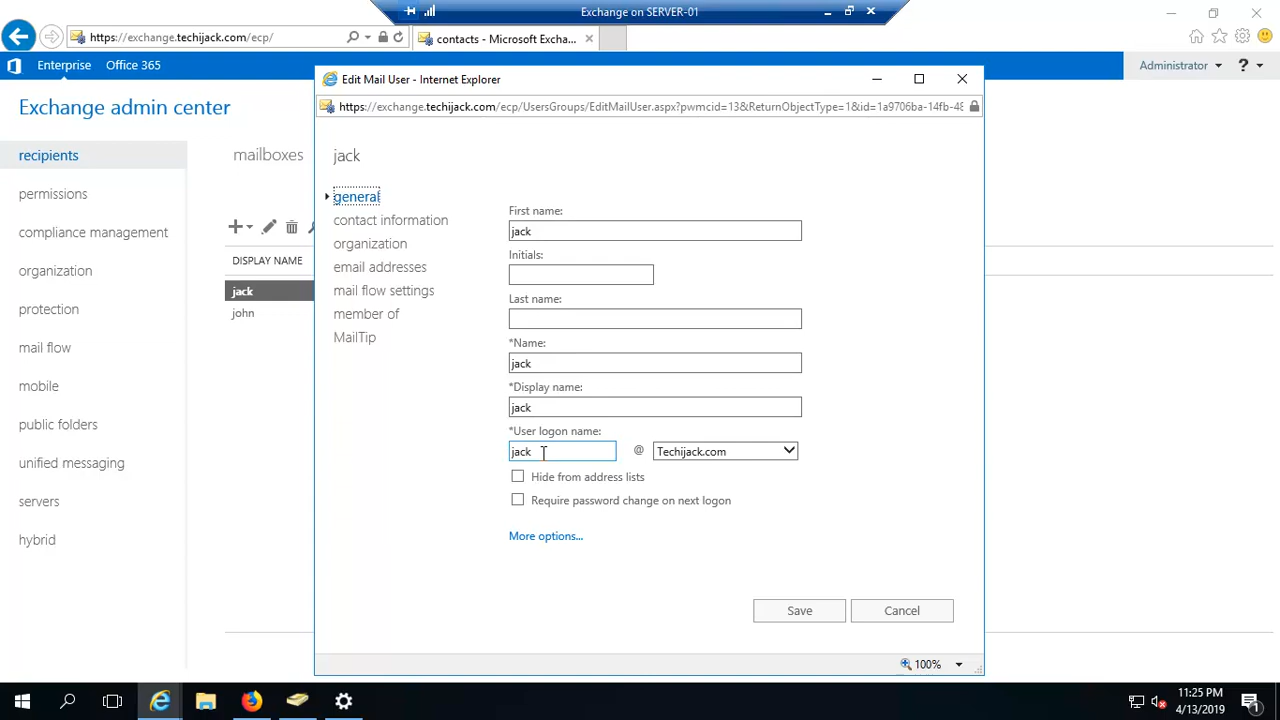 Exchange on SERVER-01
https://exchange.techijack.com/ecp/
contacts - Microsoft Excha...
Enterprise Office 365
Administrator ?
Exchange admin center
recipients
permissions
compliance management
organization
protection
mail flow
mobile
public folders
unified messaging
servers
hybrid
mailboxes
DISPLAY NAME
jack
john
Edit Mail User - Internet Explorer
https://exchange.techijack.com/ecp/UsersGroups/EditMailUser.aspx?pwmcid=13&ReturnObjectType=1&id=1a9706ba-14fb-48
jack
general
contact information
organization
email addresses
mail flow settings
member of
MailTip
First name:
jack
Initials:
Last name:
*Name:
jack
*Display name:
jack
*User logon name:
jack @ Techijack.com
Hide from address lists
Require password change on next logon
More options...
Save Cancel
100%
11:25 PM
4/13/2019
1